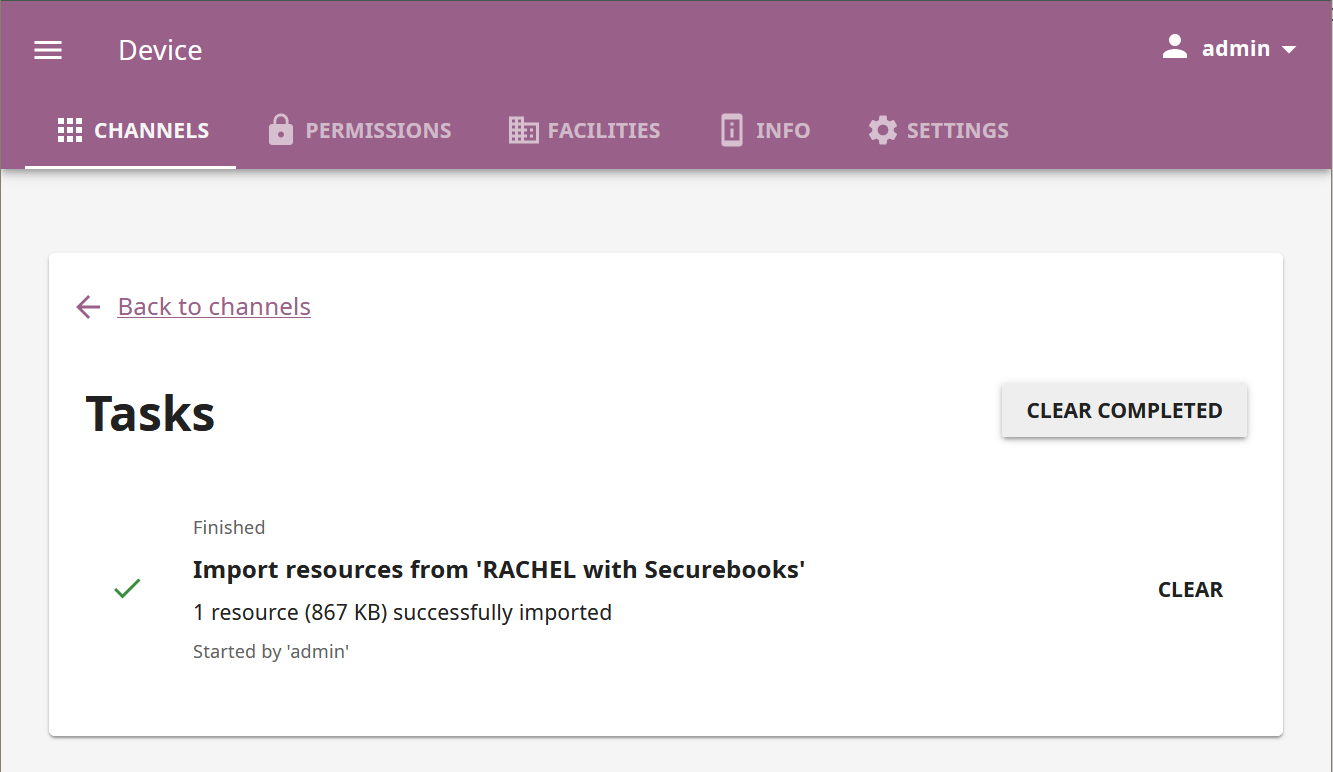 Device
admin
CHANNELS PERMISSIONS FACILITIES INFO SETTINGS
Back to channels
Tasks
CLEAR COMPLETED
Finished
Import resources from 'RACHEL with Securebooks'
1 resource (867 KB) successfully imported
CLEAR
Started by 'admin'